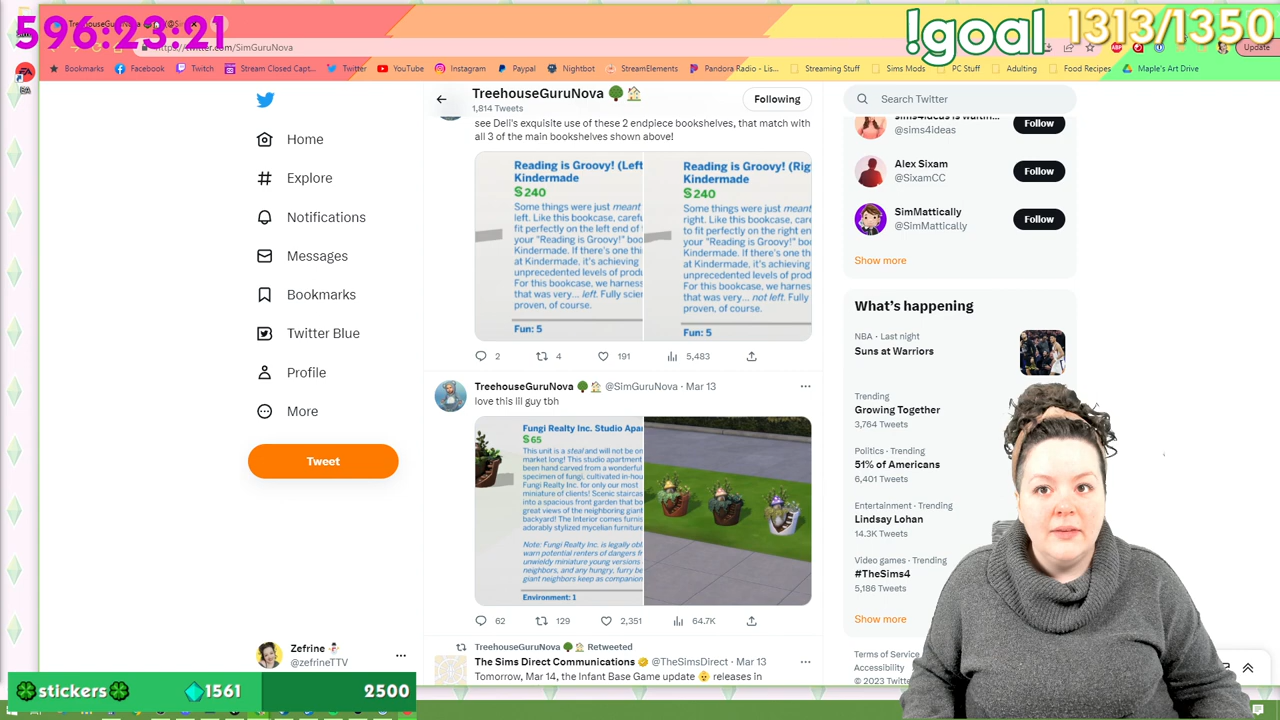 596:23:21
!goal
1313/1350
TreehouseGuruNova
twitter.com/SimGuruNova
Update
Bookmarks
Facebook
Twitch
Stream Closed Capt...
Twitter
YouTube
Instagram
Paypal
Nightbot
StreamElements
Pandora Radio - Lis...
Streaming Stuff
Sims Mods
PC Stuff
Adulting
Food Recipes
Maple's Art Drive
Home
Explore
Notifications
Messages
Bookmarks
Twitter Blue
Profile
More
Tweet
Zefrine
@zefrineTTV
TreehouseGuruNova
1,814 Tweets
Following
see Dell's exquisite use of these 2 endpiece bookshelves, that match with
all 3 of the main bookshelves shown above!
Reading is Groovy! (Left
Kindermade
§240
Some things were just meant
left. Like this bookcase, caref
fit perfectly on the left end of
your "Reading is Groovy!" boo
Kindermade. If there's one thi
at Kindermade, it's achieving
unprecedented levels of produ
For this bookcase, we harness
that was very... left. Fully scien
proven, of course.
Fun: 5
Reading is Groovy! (Rig
Kindermade
§240
Some things were just meant
right. Like this bookcase, care
to fit perfectly on the right en
your "Reading is Groovy!" boo
Kindermade. If there's one thi
at Kindermade, it's achieving
unprecedented levels of prod
For this bookcase, we harness
that was very... not left. Fully
proven, of course.
Fun: 5
2 4 191 5,483
TreehouseGuruNova @SimGuruNova · Mar 13
love this lil guy tbh
Fungi Realty Inc. Studio Apar
§65
This unit is a steal and will not be on
market long! This studio apartment
been hand carved from a wonderful
specimen of fungi, cultivated in-hou
Fungi Realty Inc. for only our most
miniature of clients! Scenic staircas
into a spacious front garden that bo
great views of the neighboring giant
backyard! The interior comes furnis
adorably stylized mycelian furniture
Note: Fungi Realty Inc. is legally obl
warn potential renters of dangers fr
unwieldy miniature young versions
neighbors, and any hungry, furry be
giant neighbors keep as companion
Environment: 1
62 129 2,351 64.7K
TreehouseGuruNova Retweeted
The Sims Direct Communications @TheSimsDirect · Mar 13
Tomorrow, Mar 14, the Infant Base Game update releases in
Search Twitter
@sims4ideas
Follow
Alex Sixam
@SixamCC
Follow
SimMattically
@SimMattically
Follow
Show more
What's happening
NBA · Last night
Suns at Warriors
Trending
Growing Together
3,764 Tweets
Politics · Trending
51% of Americans
6,401 Tweets
Entertainment · Trending
Lindsay Lohan
14.3K Tweets
Video games · Trending
#TheSims4
5,186 Tweets
Show more
Terms of Service
Accessibility
© 2023 Twitter
stickers
1561
2500